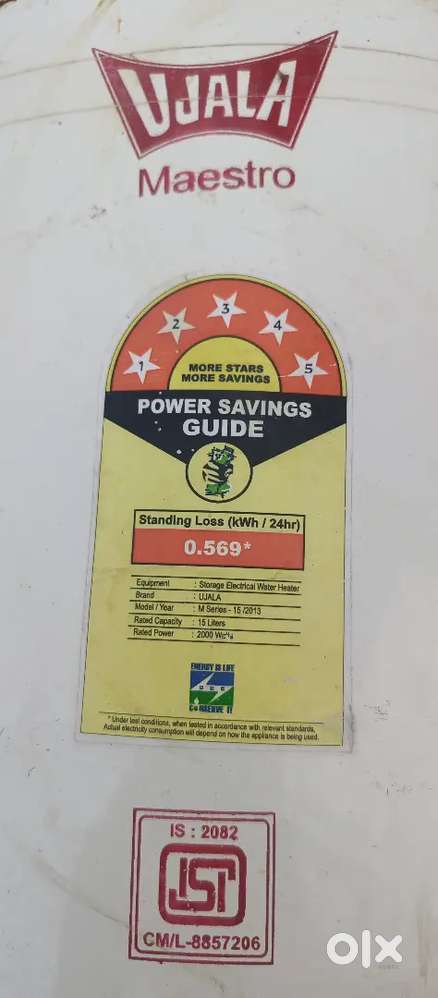 UJALA
Maestro
1 2 3 4 5
MORE STARS
MORE SAVINGS
POWER SAVINGS
GUIDE
Standing Loss (kWh / 24hr)
0.569*
Equipment : Storage Electrical Water Heater
Brand : UJALA
Model / Year : M Series - 15 /2013
Rated Capacity : 15 Liters
Rated Power : 2000
ENERGY IS LIFE
BEE
CONSERVE IT
* Under test conditions, when tested in accordance with relevant standards,
Actual electricity consumption will depend on how the appliance is being used.
IS : 2082
ISI
CM/L-8857206
olx